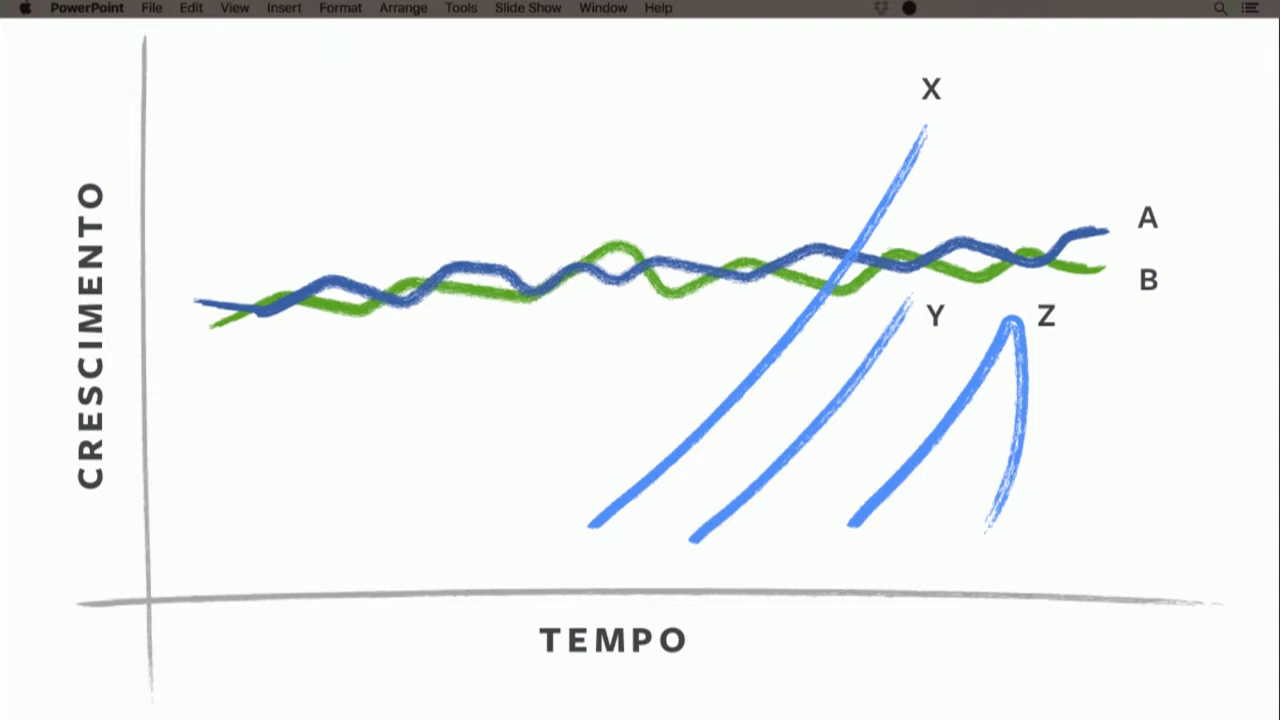 PowerPoint File Edit View Insert Format Arrange Tools Slide Show Window Help
X
A
B
Y
Z
CRESCIMENTO
TEMPO